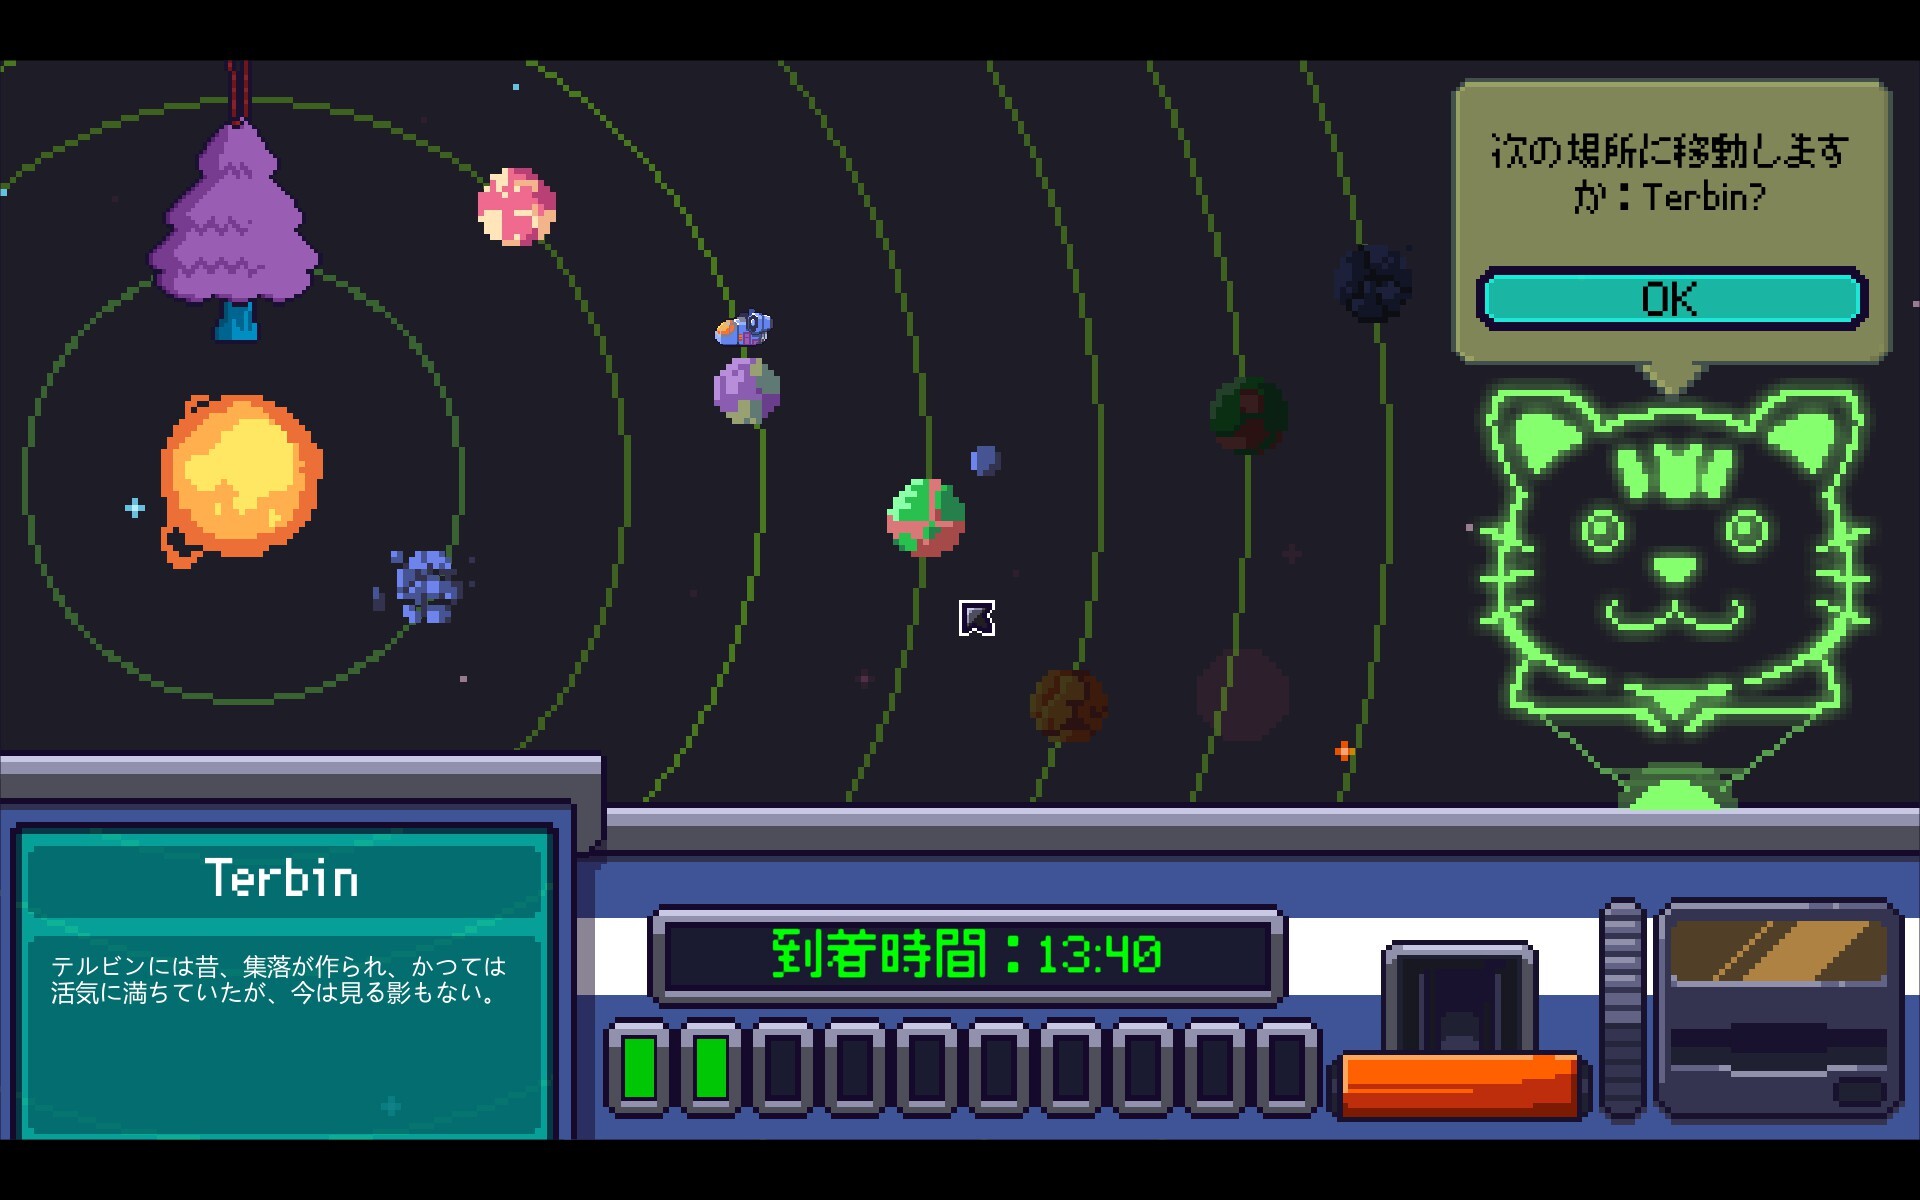 次の場所に移動します
か：Terbin?
OK
Terbin
テルビンには昔、集落が作られ、かつては
活気に満ちていたが、今は見る影もない。
到着時間：13:40